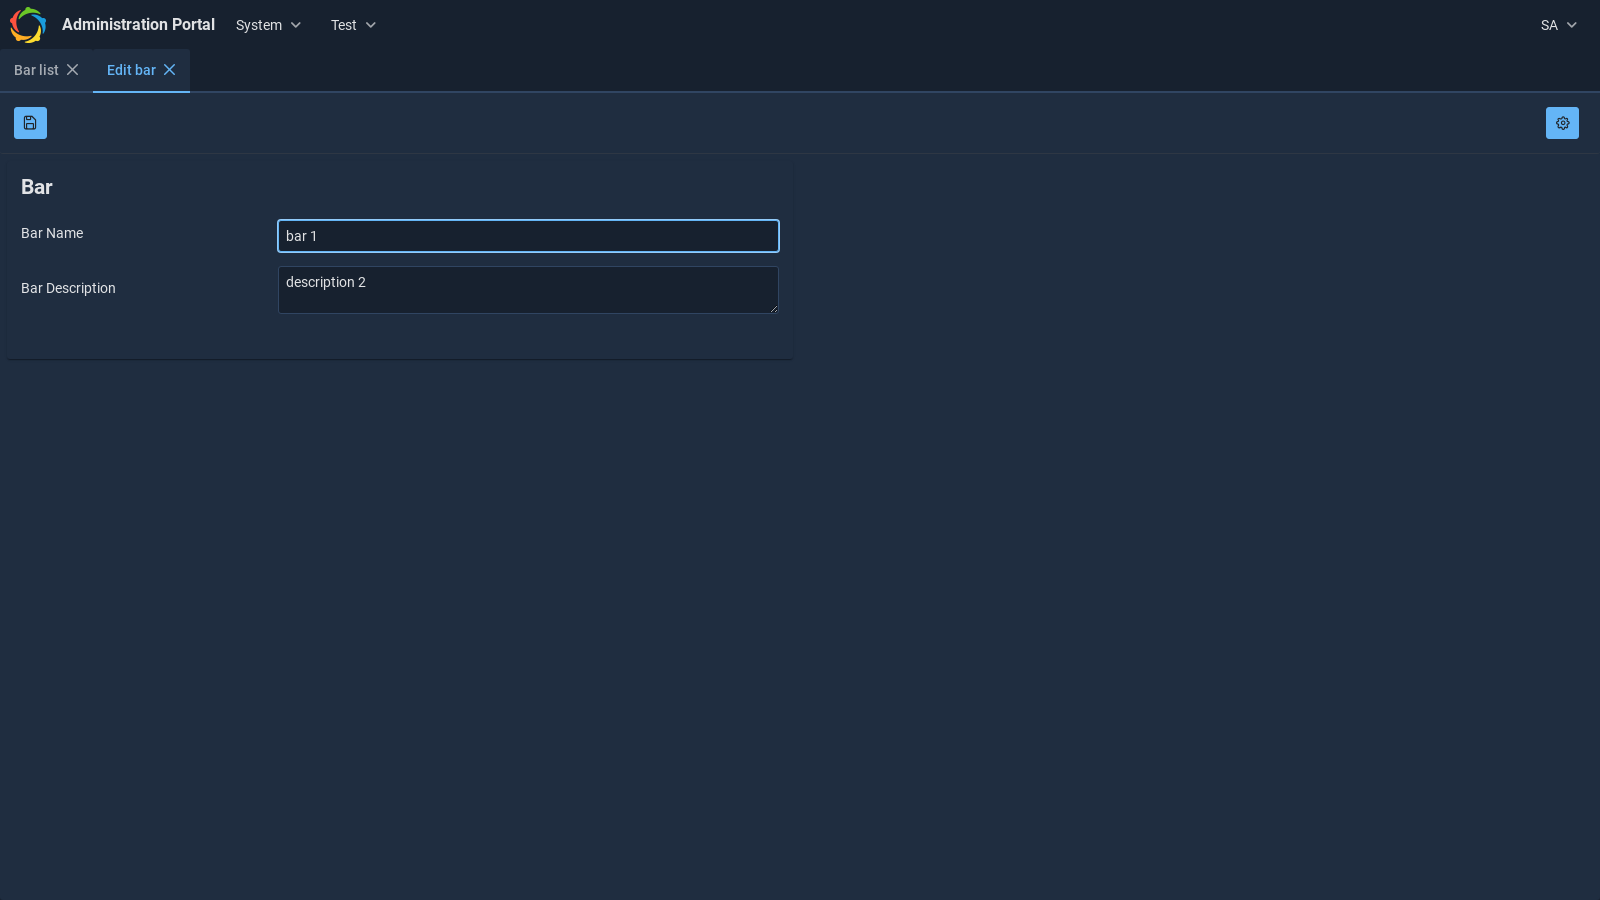 Administration Portal System Test SA
Bar list Edit bar
Bar
Bar Name bar 1
Bar Description description 2